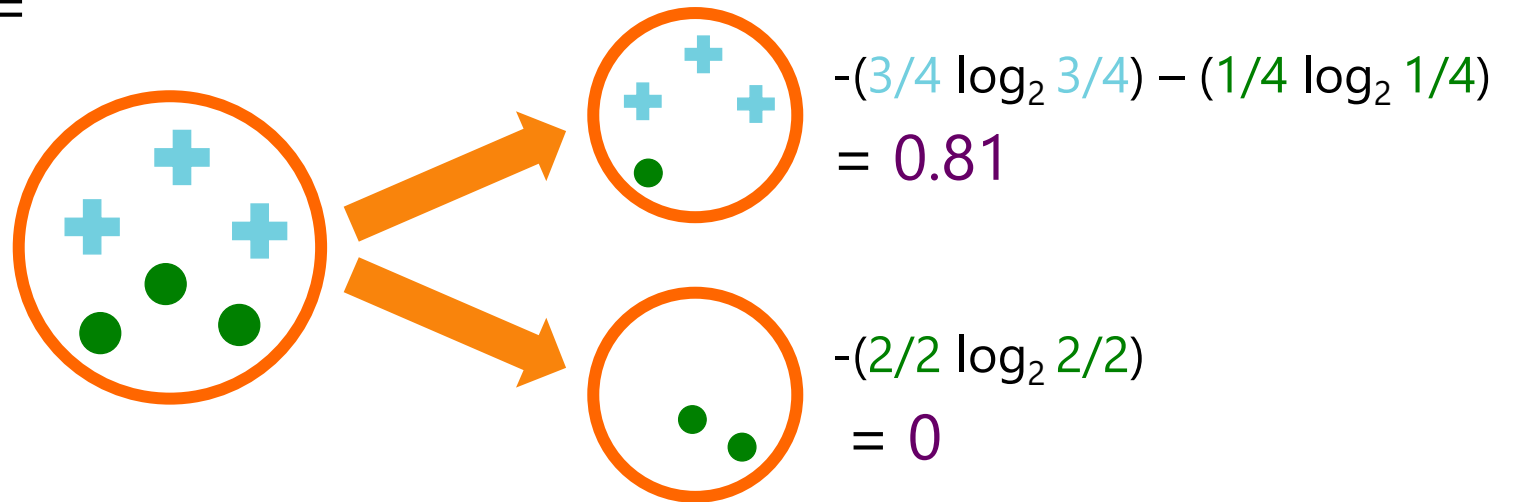 =
-(3/4 log₂ 3/4) – (1/4 log₂ 1/4)
= 0.81
-(2/2 log₂ 2/2)
= 0